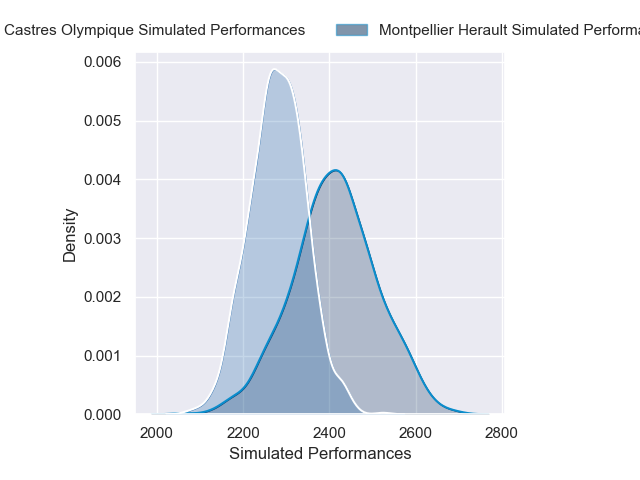 Castres Olympique Simulated Performances Montpellier Herault Simulated Performa
0.006
0.005
0.004
0.003
0.002
0.001
0.000
Density
2000 2200 2400 2600 2800
Simulated Performances